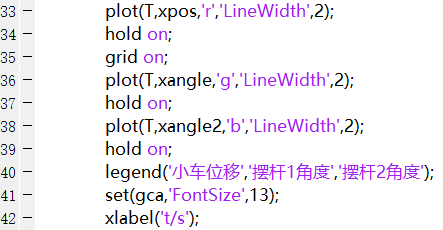 33 – plot(T,xpos,'r','LineWidth',2);
34 – hold on;
35 – grid on;
36 – plot(T,xangle,'g','LineWidth',2);
37 – hold on;
38 – plot(T,xangle2,'b','LineWidth',2);
39 – hold on;
40 – legend('小车位移','摆杆1角度','摆杆2角度');
41 – set(gca,'FontSize',13);
42 – xlabel('t/s');